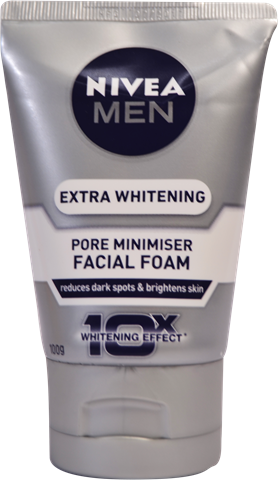 NIVEA
MEN
EXTRA WHITENING
PORE MINIMISER
FACIAL FOAM
reduces dark spots & brightens skin
10X
WHITENING EFFECT*
100g